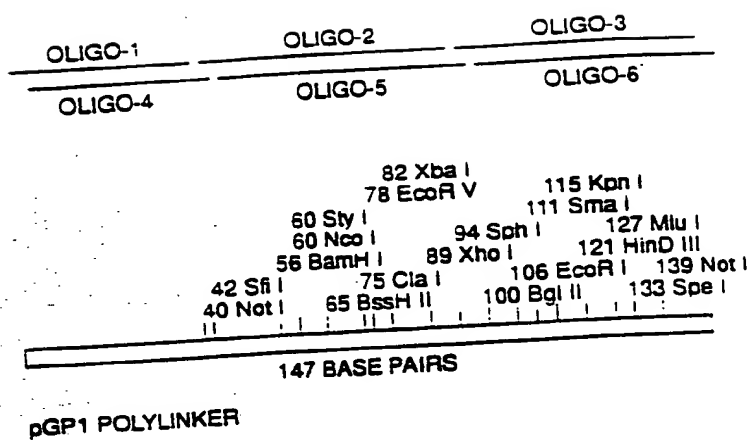 OLIGO-1 OLIGO-2 OLIGO-3
OLIGO-4 OLIGO-5 OLIGO-6
82 Xba I
78 EcoR V 115 Kpn I
60 Sty I 94 Sph I 111 Sma I
60 Nco I 127 Mlu I
56 BamH I 89 Xho I 121 HinD III
42 Sfi I 75 Cla I 106 EcoR I 139 Not I
40 Not I 65 BssH II 100 Bgl II 133 Spe I
147 BASE PAIRS
pGP1 POLYLINKER